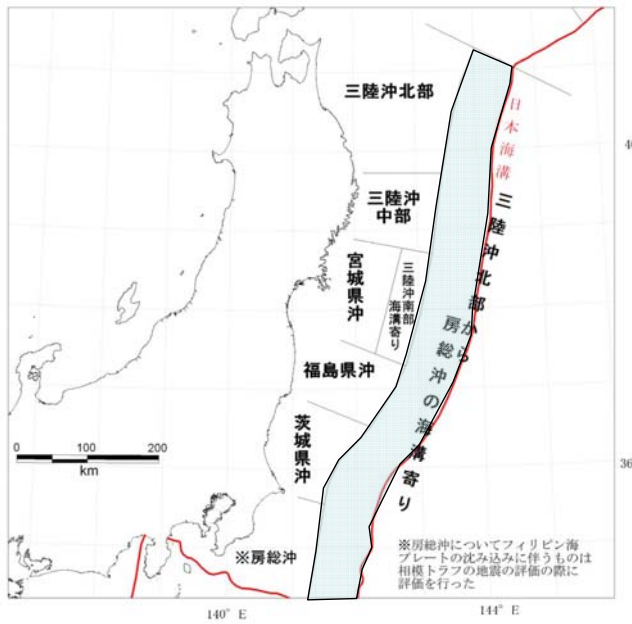 三陸沖北部
日本海溝
40
三陸沖
中部
三陸沖北部から
房総沖の海溝寄り
宮城県沖
三陸沖南部
海溝寄り
福島県沖
茨城県沖
0 100 200
km
36
※房総沖
※房総沖についてフィリピン海
プレートの沈み込みに伴うものは
相模トラフの地震の評価の際に
評価を行った
140° E
144° E